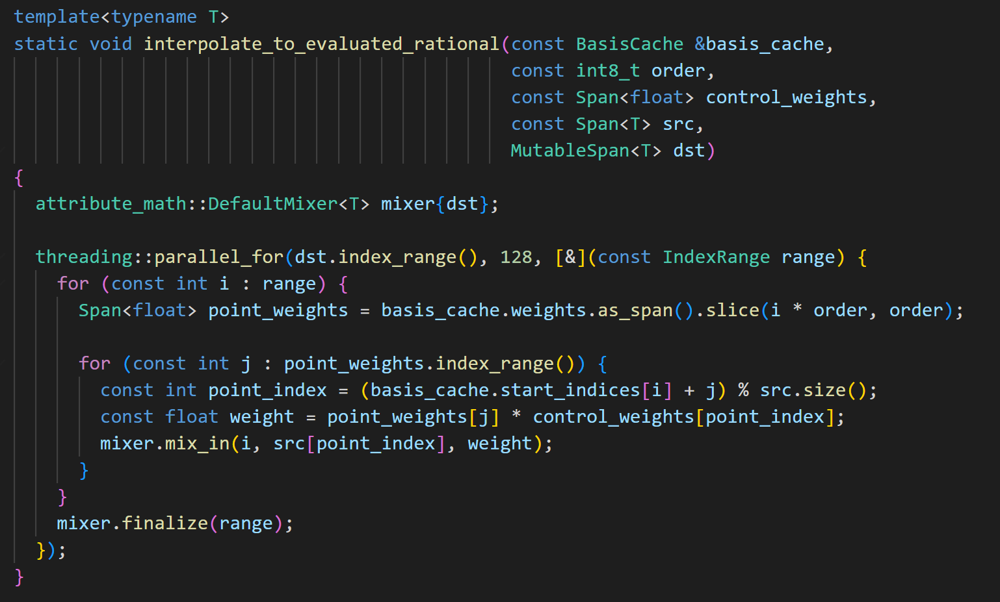 template<typename T>
static void interpolate_to_evaluated_rational(const BasisCache &basis_cache,
                                              const int8_t order,
                                              const Span<float> control_weights,
                                              const Span<T> src,
                                              MutableSpan<T> dst)
{
  attribute_math::DefaultMixer<T> mixer{dst};

  threading::parallel_for(dst.index_range(), 128, [&](const IndexRange range) {
    for (const int i : range) {
      Span<float> point_weights = basis_cache.weights.as_span().slice(i * order, order);

      for (const int j : point_weights.index_range()) {
        const int point_index = (basis_cache.start_indices[i] + j) % src.size();
        const float weight = point_weights[j] * control_weights[point_index];
        mixer.mix_in(i, src[point_index], weight);
      }
    }
    mixer.finalize(range);
  });
}